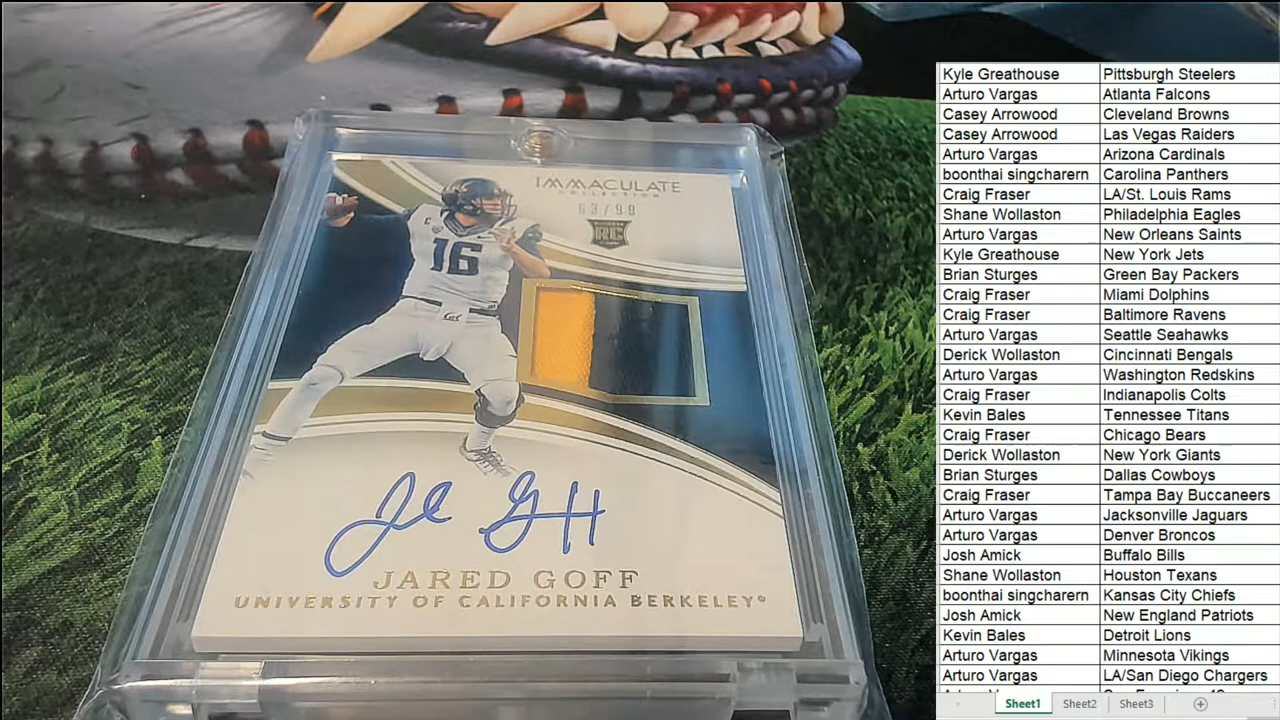 IMMACULATE
COLLECTION
63/99
RC
16
C
Cal
JARED GOFF
UNIVERSITY OF CALIFORNIA BERKELEY
Kyle Greathouse Pittsburgh Steelers
Arturo Vargas Atlanta Falcons
Casey Arrowood Cleveland Browns
Casey Arrowood Las Vegas Raiders
Arturo Vargas Arizona Cardinals
boonthai singcharern Carolina Panthers
Craig Fraser LA/St. Louis Rams
Shane Wollaston Philadelphia Eagles
Arturo Vargas New Orleans Saints
Kyle Greathouse New York Jets
Brian Sturges Green Bay Packers
Craig Fraser Miami Dolphins
Craig Fraser Baltimore Ravens
Arturo Vargas Seattle Seahawks
Derick Wollaston Cincinnati Bengals
Arturo Vargas Washington Redskins
Craig Fraser Indianapolis Colts
Kevin Bales Tennessee Titans
Craig Fraser Chicago Bears
Derick Wollaston New York Giants
Brian Sturges Dallas Cowboys
Craig Fraser Tampa Bay Buccaneers
Arturo Vargas Jacksonville Jaguars
Arturo Vargas Denver Broncos
Josh Amick Buffalo Bills
Shane Wollaston Houston Texans
boonthai singcharern Kansas City Chiefs
Josh Amick New England Patriots
Kevin Bales Detroit Lions
Arturo Vargas Minnesota Vikings
Arturo Vargas LA/San Diego Chargers
Sheet1 Sheet2 Sheet3